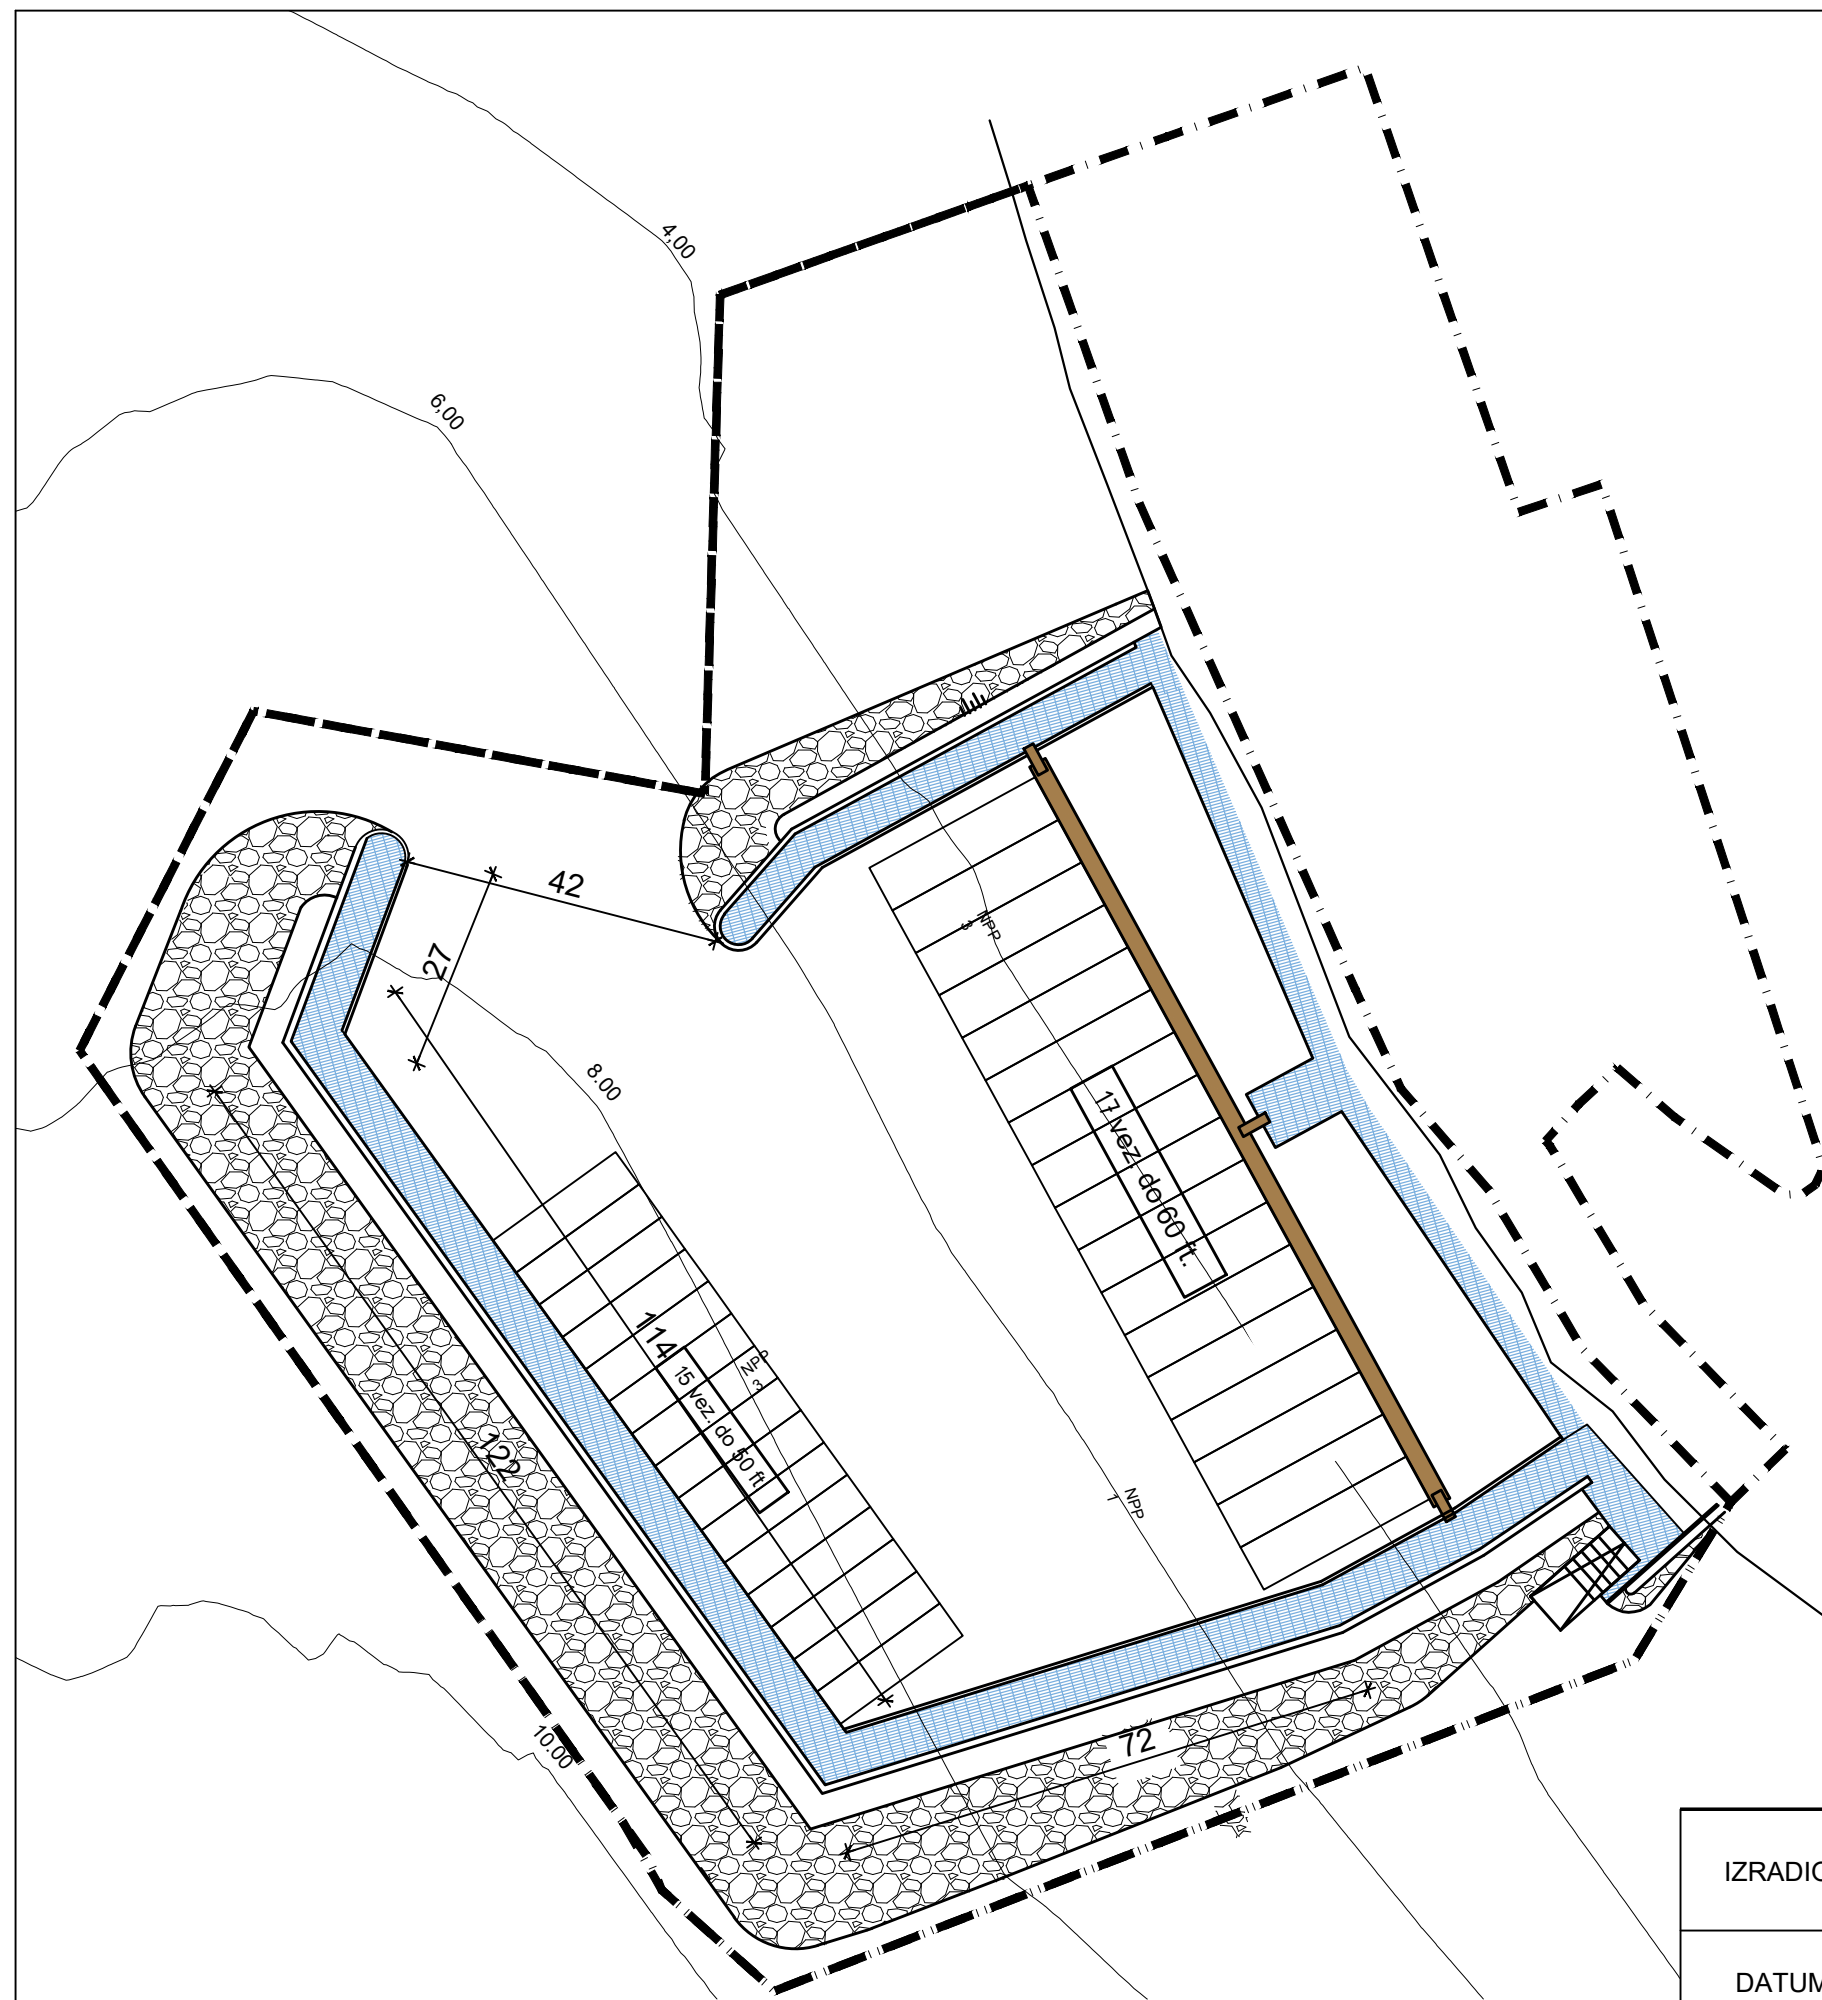 4,00
6,00
42
27
NPP
3
8.00
17 vez. do 60 ft.
114
NPP
3
15 vez. do 50 ft
122
NPP
1
10.00
72
IZRADIO
DATUM